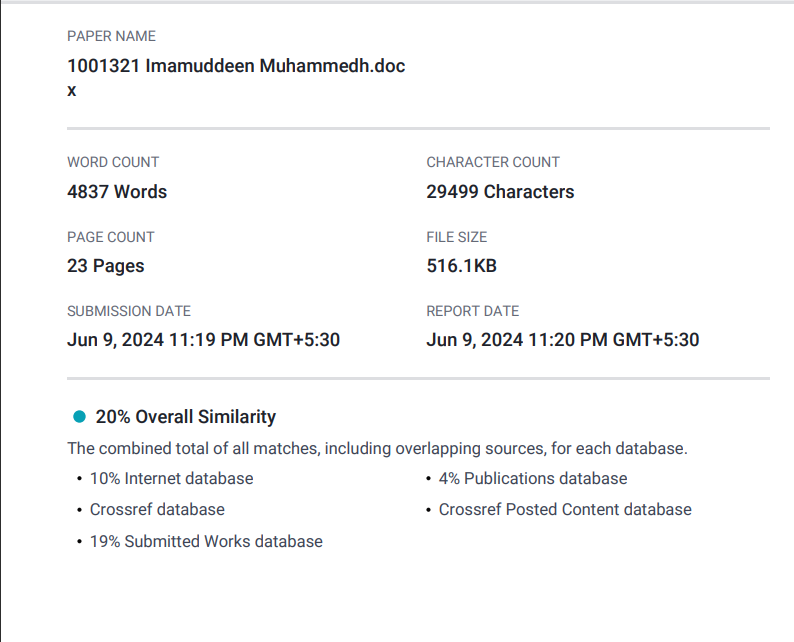 PAPER NAME
1001321 Imamuddeen Muhammedh.doc
x
WORD COUNT
4837 Words
CHARACTER COUNT
29499 Characters
PAGE COUNT
23 Pages
FILE SIZE
516.1KB
SUBMISSION DATE
Jun 9, 2024 11:19 PM GMT+5:30
REPORT DATE
Jun 9, 2024 11:20 PM GMT+5:30
20% Overall Similarity
The combined total of all matches, including overlapping sources, for each database.
• 10% Internet database
• 4% Publications database
• Crossref database
• Crossref Posted Content database
• 19% Submitted Works database